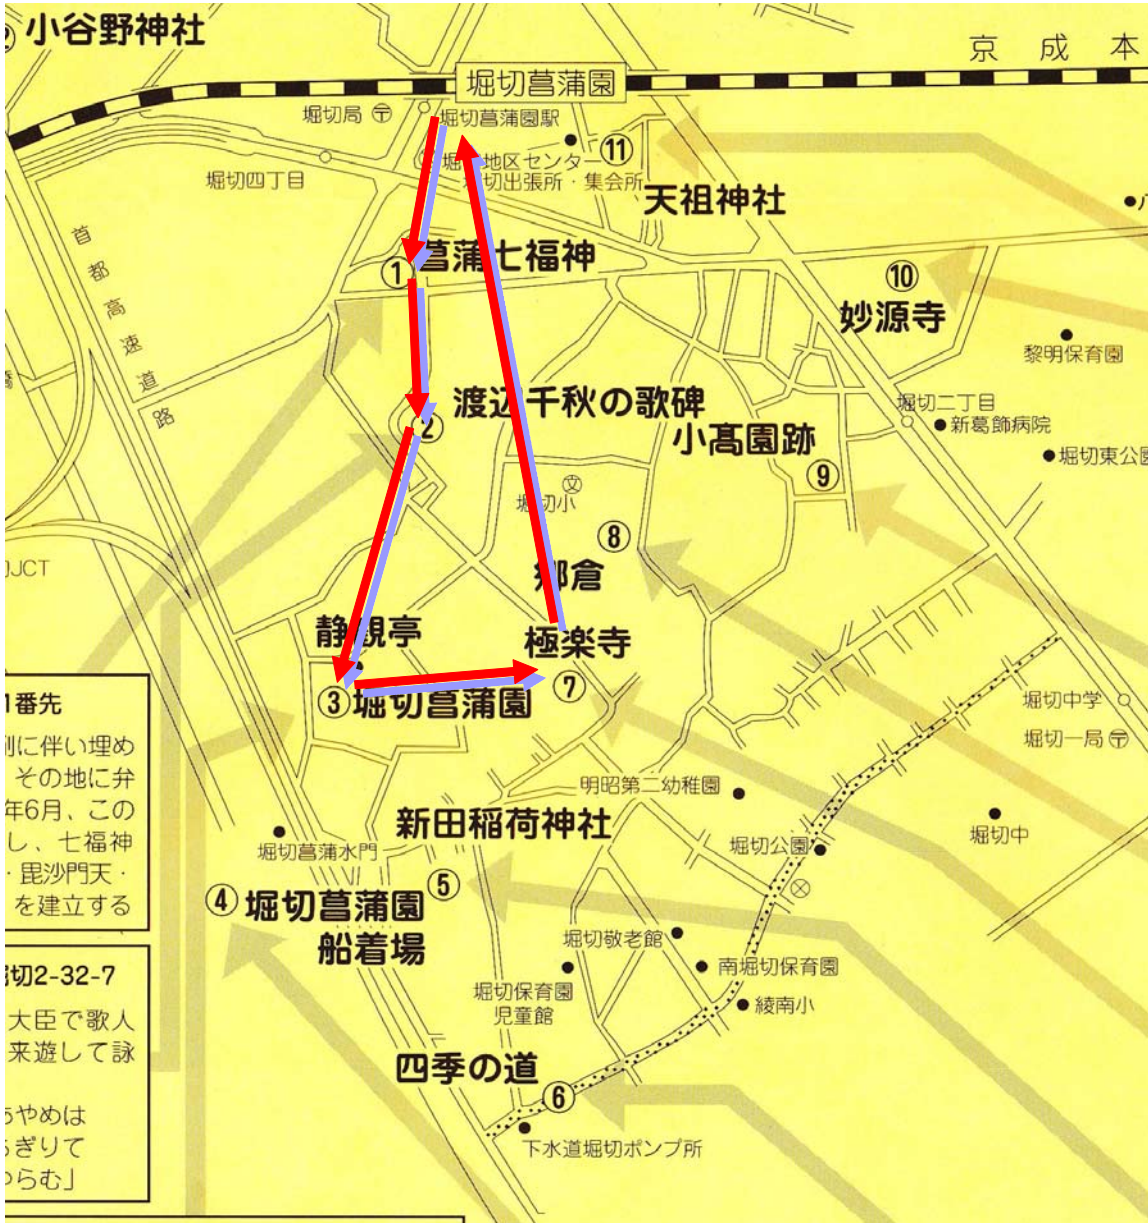 小谷野神社
京成本
堀切菖蒲園
堀切局
堀切菖蒲園駅
地区センター
⑪
切出張所・集会所
堀切四丁目
天祖神社
首都高速道路
①
菖蒲七福神
⑩
妙源寺
黎明保育園
②
渡辺千秋の歌碑
堀切二丁目
新葛飾病院
小髙園跡
堀切東公園
⑨
文
堀切小
⑧
郷倉
JCT
静観亭
極楽寺
⑦
③堀切菖蒲園
堀切中学
堀切一局
1番先
に伴い埋め
その地に弁
年6月、この
し、七福神
・毘沙門天・
を建立する
明昭第二幼稚園
新田稲荷神社
堀切中
堀切公園
堀切菖蒲水門
④堀切菖蒲園
船着場
⑤
堀切敬老館
南堀切保育園
堀切保育園
児童館
綾南小
切2-32-7
大臣で歌人
来遊して詠
あやめは
ぎりて
らむ」
四季の道
⑥
下水道堀切ポンプ所